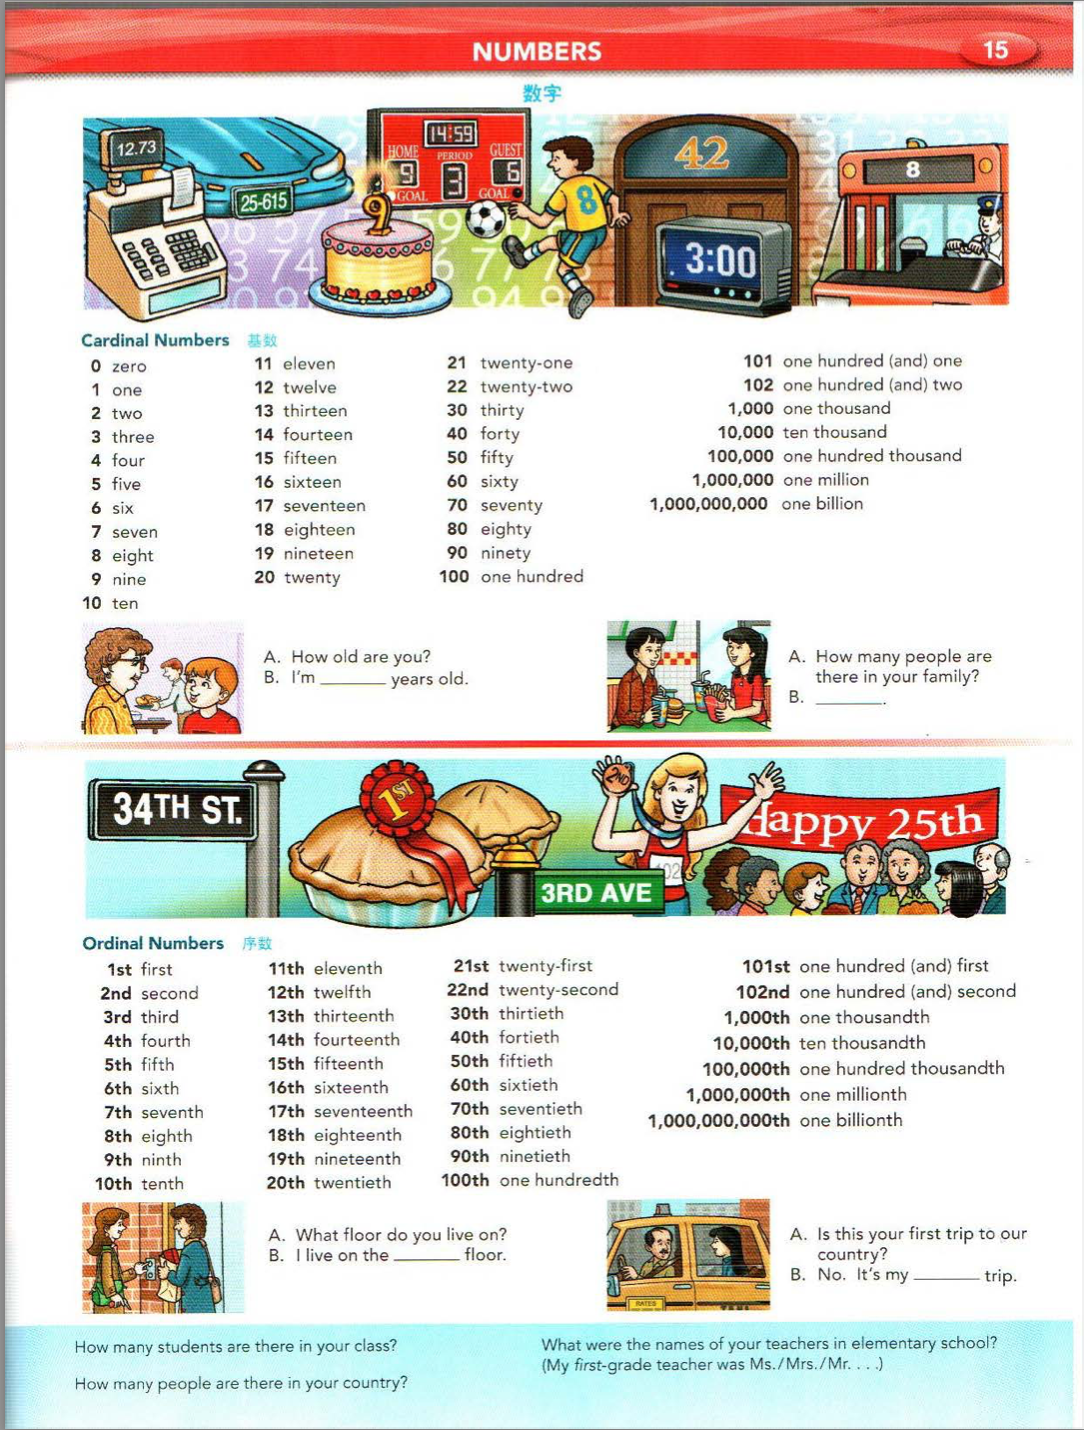 NUMBERS
15
数字
12.73
25-615
14:59
HOME PERIOD GUEST
9 3 6
GOAL GOAL
9
8
42
3:00
8
Cardinal Numbers 基数
0 zero
1 one
2 two
3 three
4 four
5 five
6 six
7 seven
8 eight
9 nine
10 ten
11 eleven
12 twelve
13 thirteen
14 fourteen
15 fifteen
16 sixteen
17 seventeen
18 eighteen
19 nineteen
20 twenty
21 twenty-one
22 twenty-two
30 thirty
40 forty
50 fifty
60 sixty
70 seventy
80 eighty
90 ninety
100 one hundred
101 one hundred (and) one
102 one hundred (and) two
1,000 one thousand
10,000 ten thousand
100,000 one hundred thousand
1,000,000 one million
1,000,000,000 one billion
A. How old are you?
B. I'm ______ years old.
A. How many people are
there in your family?
B. ______.
34TH ST.
1ST
2ND
3RD AVE
Happy 25th
Ordinal Numbers 序数
1st first
2nd second
3rd third
4th fourth
5th fifth
6th sixth
7th seventh
8th eighth
9th ninth
10th tenth
11th eleventh
12th twelfth
13th thirteenth
14th fourteenth
15th fifteenth
16th sixteenth
17th seventeenth
18th eighteenth
19th nineteenth
20th twentieth
21st twenty-first
22nd twenty-second
30th thirtieth
40th fortieth
50th fiftieth
60th sixtieth
70th seventieth
80th eightieth
90th ninetieth
100th one hundredth
101st one hundred (and) first
102nd one hundred (and) second
1,000th one thousandth
10,000th ten thousandth
100,000th one hundred thousandth
1,000,000th one millionth
1,000,000,000th one billionth
A. What floor do you live on?
B. I live on the ______ floor.
RATES
TAXI
A. Is this your first trip to our
country?
B. No. It's my ______ trip.
How many students are there in your class?
How many people are there in your country?
What were the names of your teachers in elementary school?
(My first-grade teacher was Ms./Mrs./Mr. . . .)